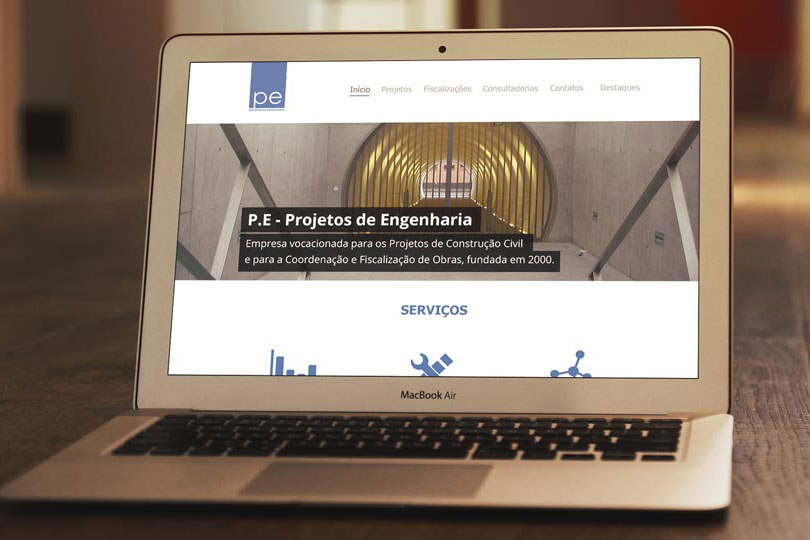 pe
Início Projetos Fiscalizações Consultadorias Contatos Destaques
P.E - Projetos de Engenharia
Empresa vocacionada para os Projetos de Construção Civil
e para a Coordenação e Fiscalização de Obras, fundada em 2000.
SERVIÇOS
MacBook Air